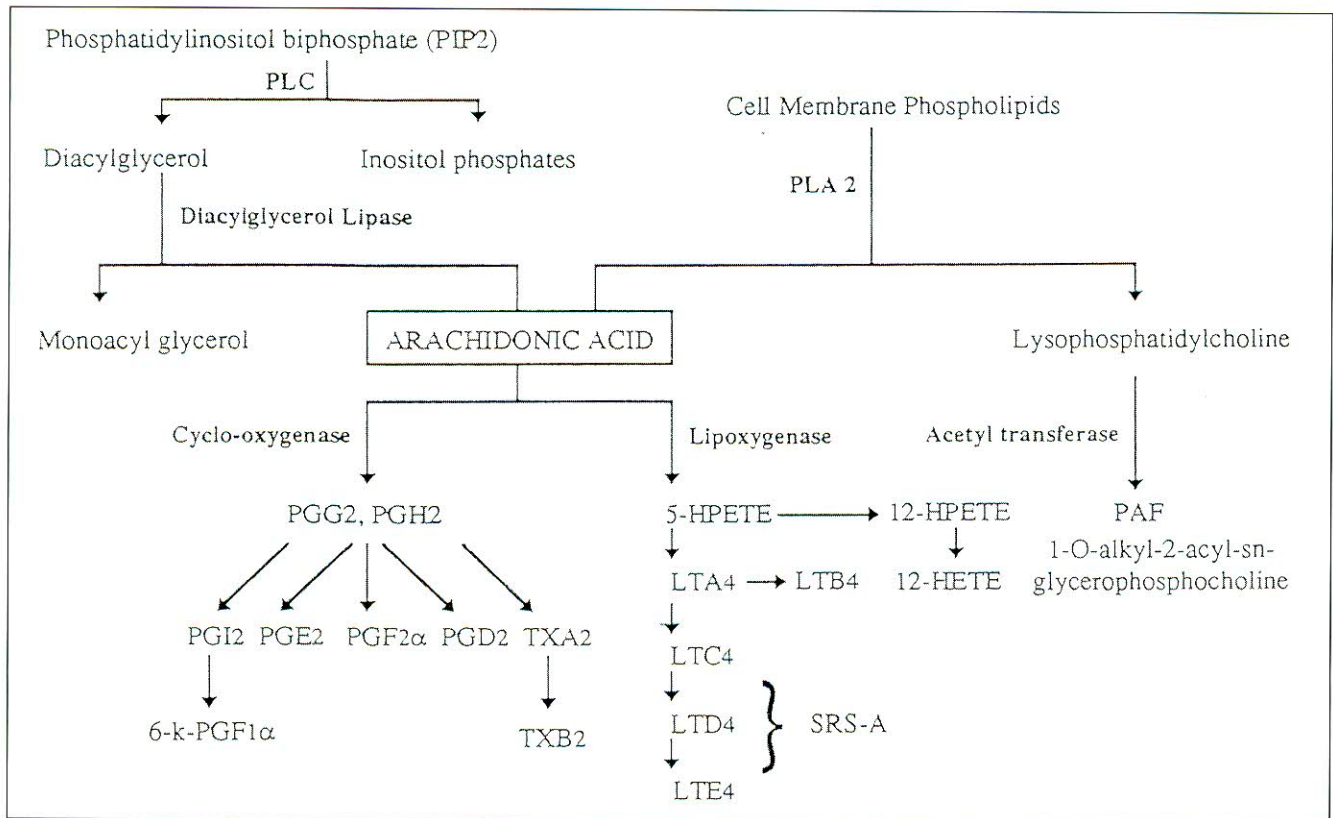 Phosphatidylinositol biphosphate (PIP2)
PLC
Cell Membrane Phospholipids
Diacylglycerol
Inositol phosphates
PLA 2
Diacylglycerol Lipase
Monoacyl glycerol
ARACHIDONIC ACID
Lysophosphatidylcholine
Cyclo-oxygenase
Lipoxygenase
Acetyl transferase
PGG2, PGH2
5-HPETE
12-HPETE
PAF
1-O-alkyl-2-acyl-sn-
glycerophosphocholine
LTA4
LTB4
12-HETE
PGI2 PGE2 PGF2α PGD2 TXA2
LTC4
6-k-PGF1α
TXB2
LTD4
SRS-A
LTE4